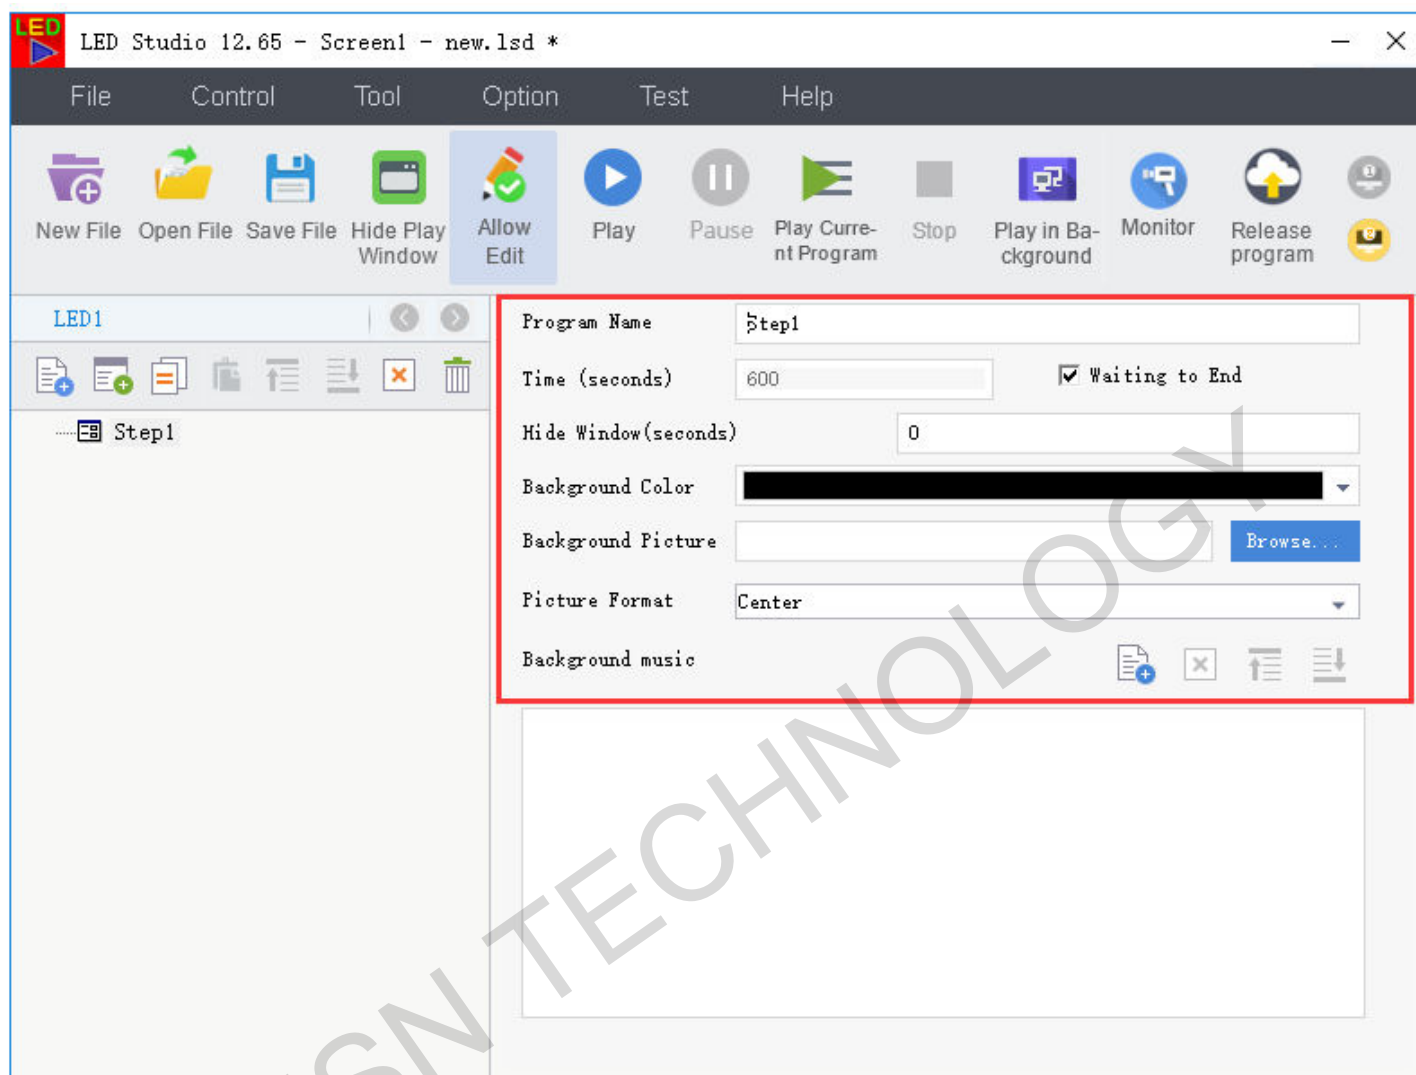 LED
LED Studio 12.65 - Screen1 - new.lsd *
File Control Tool Option Test Help
New File Open File Save File Hide Play Window Allow Edit Play Pause Play Curre-nt Program Stop Play in Ba-ckground Monitor Release program
LED1
Program Name Step1
Time (seconds) 600 Waiting to End
Step1
Hide Window(seconds) 0
Background Color
Background Picture Browse...
Picture Format Center
Background music
SN TECHNOLOGY